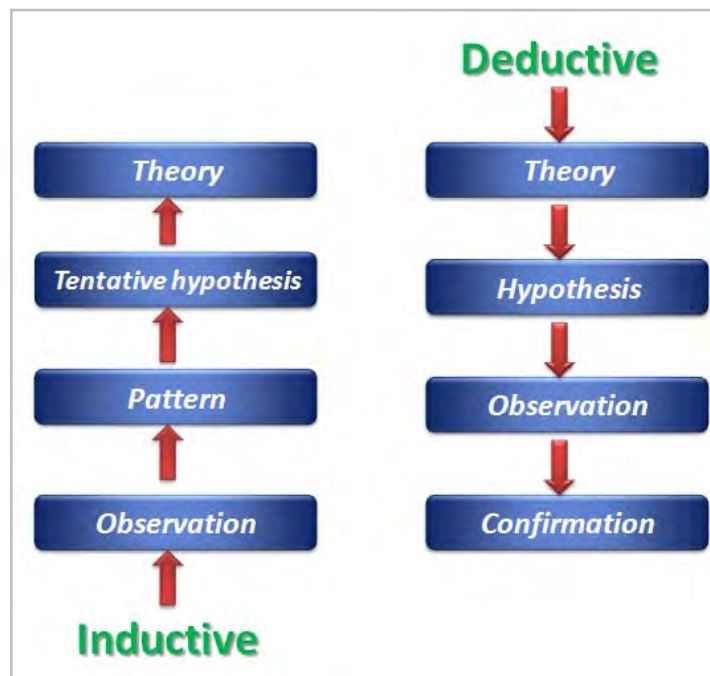 Deductive
Theory
Hypothesis
Observation
Confirmation
Theory
Tentative hypothesis
Pattern
Observation
Inductive